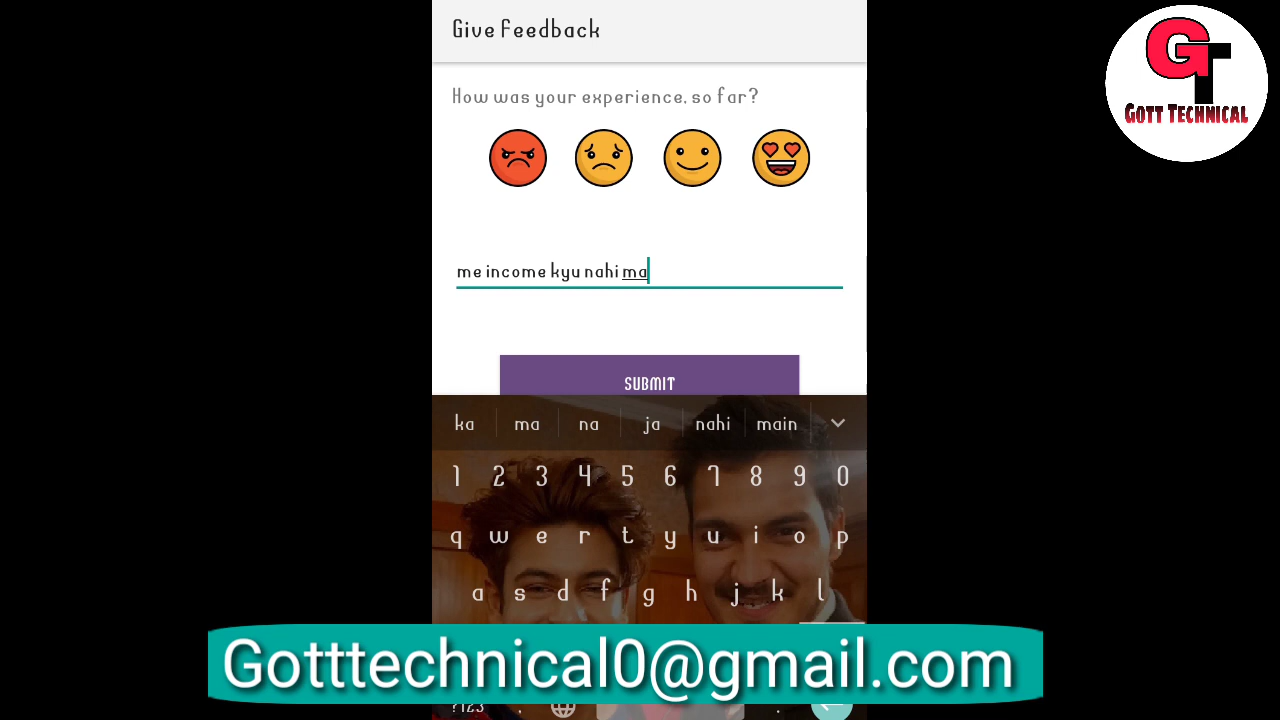 Give Feedback
G T
GOTT TECHNICAL
How was your experience, so far?
me income kyu nahi ma
SUBMIT
ka ma na ja nahi main
1 2 3 4 5 6 7 8 9 0
q w e r t y u i o p
a s d f g h j k l
Gotttechnical0@gmail.com
?123 , .